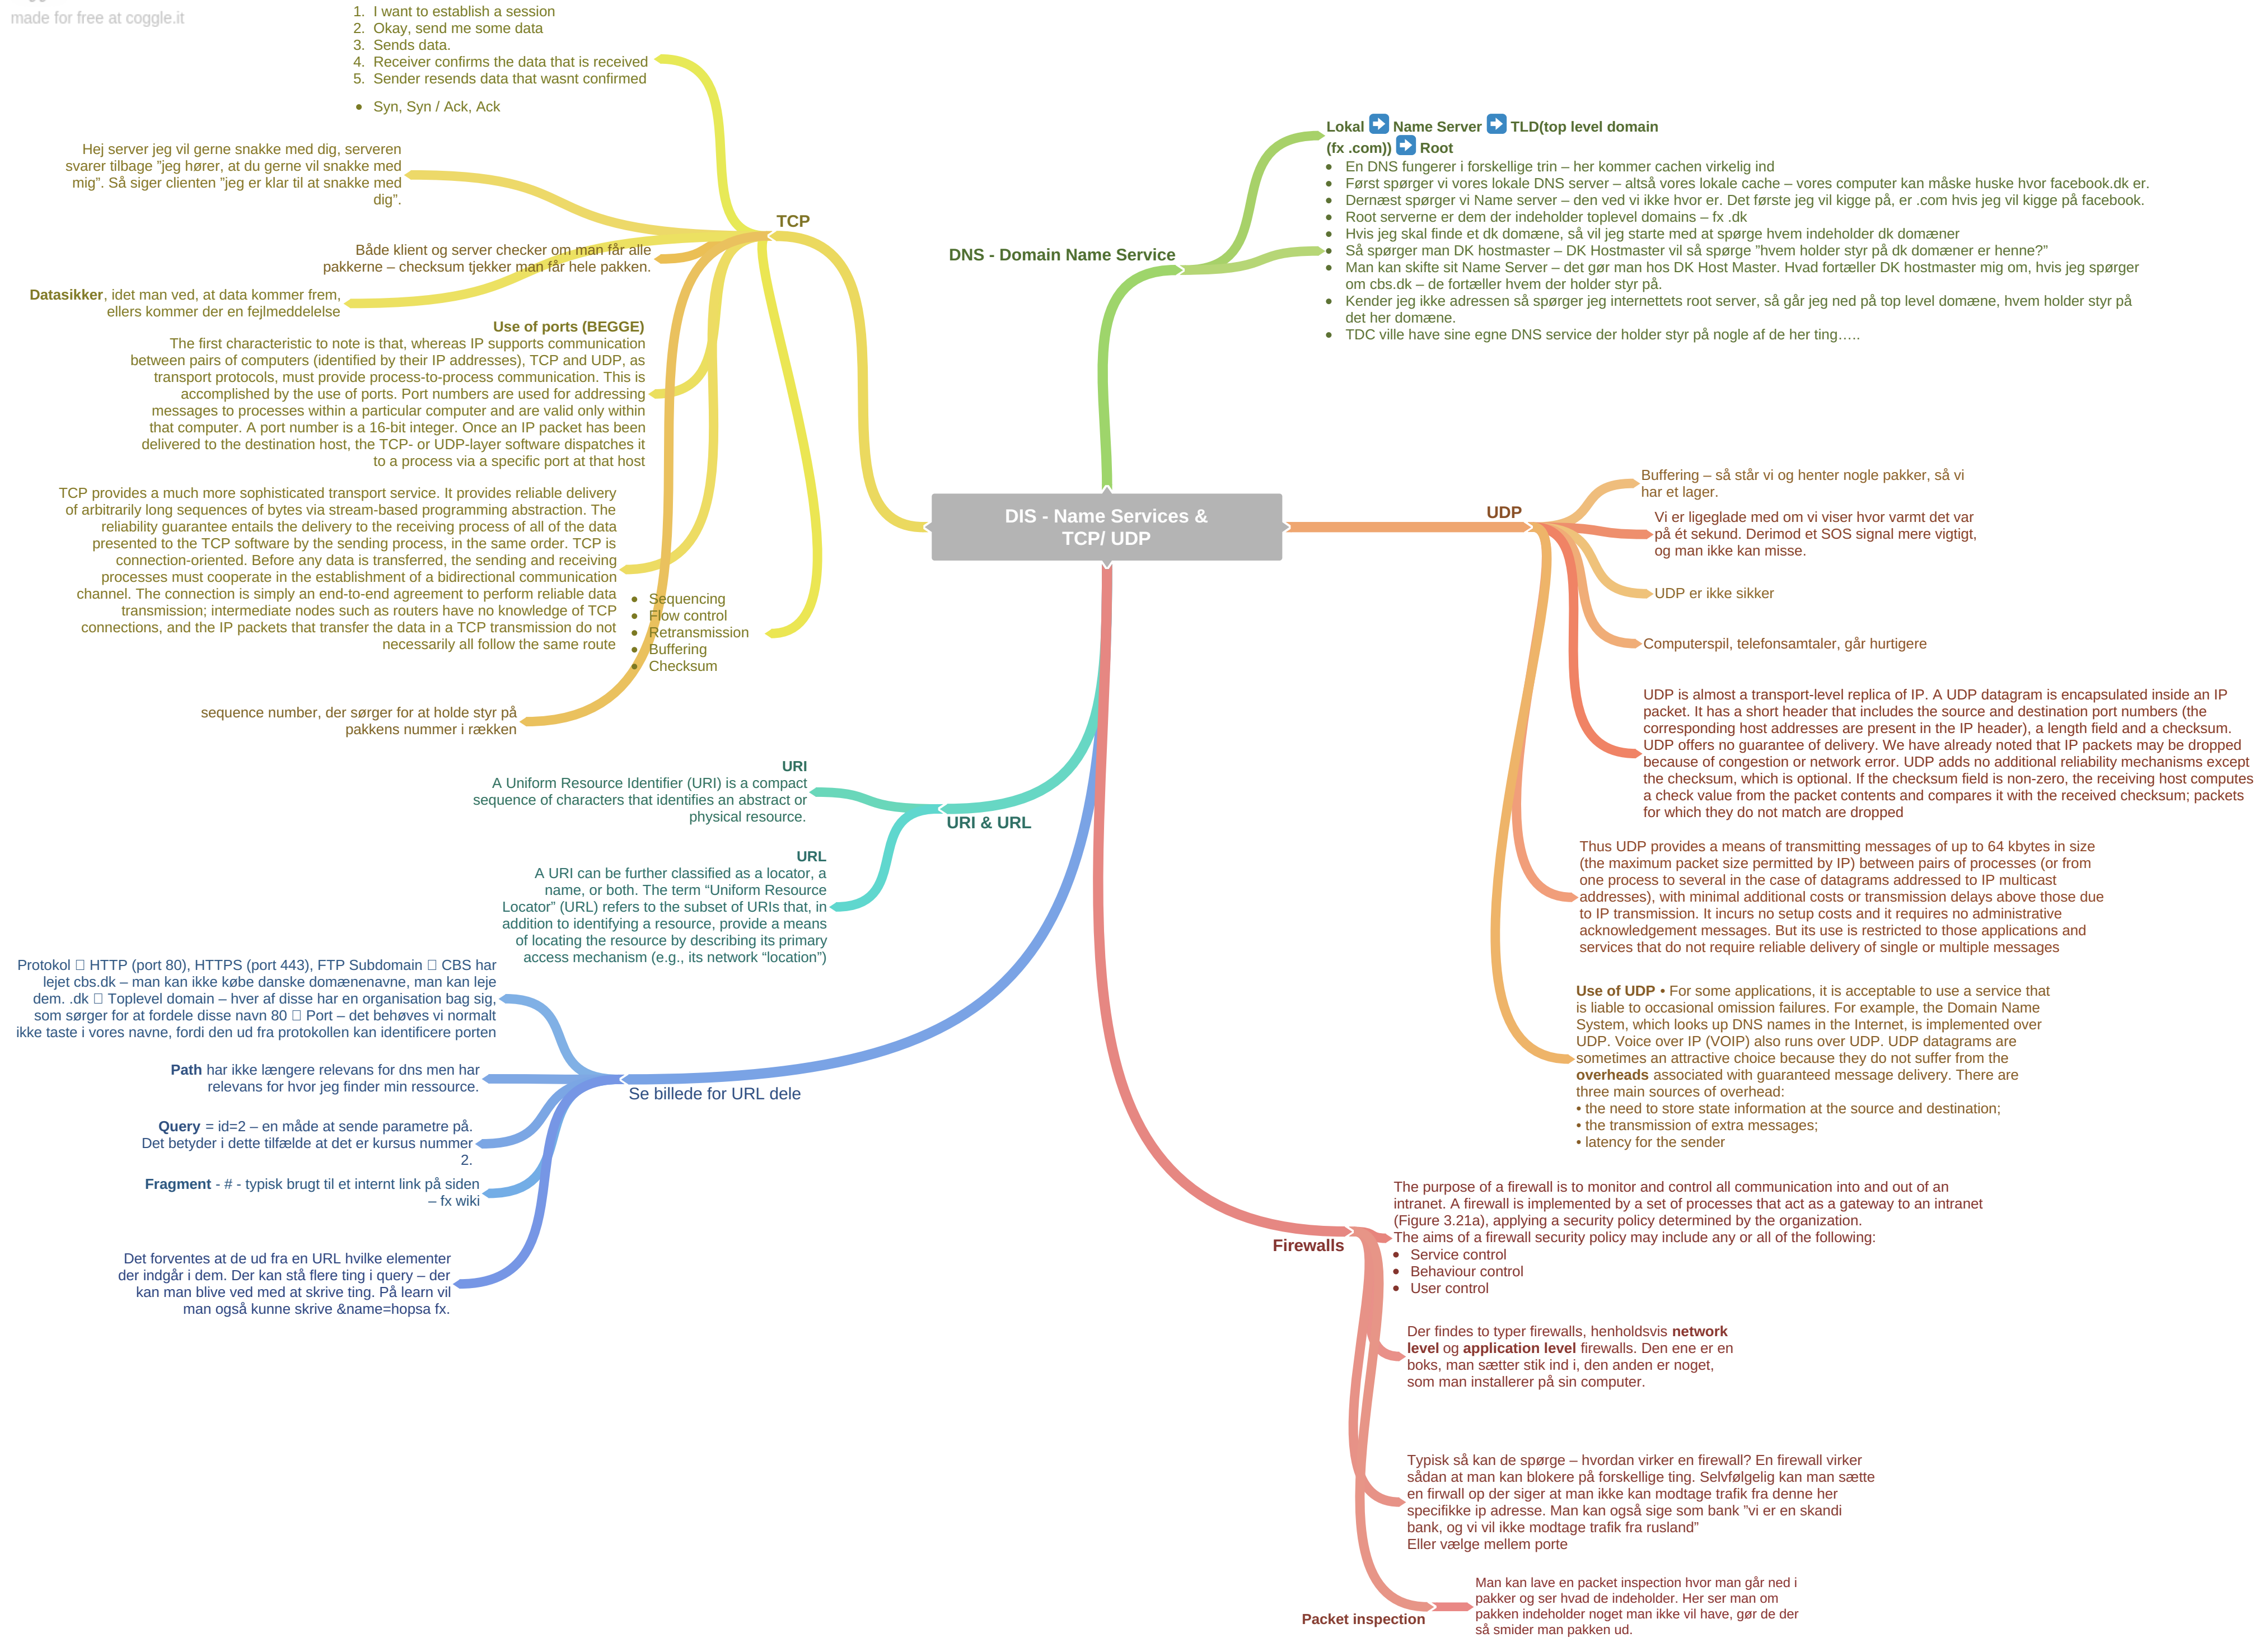 made for free at coggle.it
DIS - Name Services &
TCP/ UDP
TCP
1. I want to establish a session
2. Okay, send me some data
3. Sends data.
4. Receiver confirms the data that is received
5. Sender resends data that wasnt confirmed
• Syn, Syn / Ack, Ack
Hej server jeg vil gerne snakke med dig, serveren
svarer tilbage ”jeg hører, at du gerne vil snakke med
mig”. Så siger clienten ”jeg er klar til at snakke med
dig”.
Både klient og server checker om man får alle
pakkerne – checksum tjekker man får hele pakken.
Datasikker, idet man ved, at data kommer frem,
ellers kommer der en fejlmeddelelse
Use of ports (BEGGE)
The first characteristic to note is that, whereas IP supports communication
between pairs of computers (identified by their IP addresses), TCP and UDP, as
transport protocols, must provide process-to-process communication. This is
accomplished by the use of ports. Port numbers are used for addressing
messages to processes within a particular computer and are valid only within
that computer. A port number is a 16-bit integer. Once an IP packet has been
delivered to the destination host, the TCP- or UDP-layer software dispatches it
to a process via a specific port at that host
TCP provides a much more sophisticated transport service. It provides reliable delivery
of arbitrarily long sequences of bytes via stream-based programming abstraction. The
reliability guarantee entails the delivery to the receiving process of all of the data
presented to the TCP software by the sending process, in the same order. TCP is
connection-oriented. Before any data is transferred, the sending and receiving
processes must cooperate in the establishment of a bidirectional communication
channel. The connection is simply an end-to-end agreement to perform reliable data
transmission; intermediate nodes such as routers have no knowledge of TCP
connections, and the IP packets that transfer the data in a TCP transmission do not
necessarily all follow the same route
• Sequencing
• Flow control
• Retransmission
• Buffering
• Checksum
sequence number, der sørger for at holde styr på
pakkens nummer i rækken
URI & URL
URI
A Uniform Resource Identifier (URI) is a compact
sequence of characters that identifies an abstract or
physical resource.
URL
A URI can be further classified as a locator, a
name, or both. The term “Uniform Resource
Locator” (URL) refers to the subset of URIs that, in
addition to identifying a resource, provide a means
of locating the resource by describing its primary
access mechanism (e.g., its network “location”)
Se billede for URL dele
Protokol  HTTP (port 80), HTTPS (port 443), FTP Subdomain  CBS har
lejet cbs.dk – man kan ikke købe danske domænenavne, man kan leje
dem. .dk  Toplevel domain – hver af disse har en organisation bag sig,
som sørger for at fordele disse navn 80  Port – det behøves vi normalt
ikke taste i vores navne, fordi den ud fra protokollen kan identificere porten
Path har ikke længere relevans for dns men har
relevans for hvor jeg finder min ressource.
Query = id=2 – en måde at sende parametre på.
Det betyder i dette tilfælde at det er kursus nummer
2.
Fragment - # - typisk brugt til et internt link på siden
– fx wiki
Det forventes at de ud fra en URL hvilke elementer
der indgår i dem. Der kan stå flere ting i query – der
kan man blive ved med at skrive ting. På learn vil
man også kunne skrive &name=hopsa fx.
DNS - Domain Name Service
Lokal ➡ Name Server ➡ TLD(top level domain
(fx .com)) ➡ Root
• En DNS fungerer i forskellige trin – her kommer cachen virkelig ind
• Først spørger vi vores lokale DNS server – altså vores lokale cache – vores computer kan måske huske hvor facebook.dk er.
• Dernæst spørger vi Name server – den ved vi ikke hvor er. Det første jeg vil kigge på, er .com hvis jeg vil kigge på facebook.
• Root serverne er dem der indeholder toplevel domains – fx .dk
• Hvis jeg skal finde et dk domæne, så vil jeg starte med at spørge hvem indeholder dk domæner
• Så spørger man DK hostmaster – DK Hostmaster vil så spørge ”hvem holder styr på dk domæner er henne?”
• Man kan skifte sit Name Server – det gør man hos DK Host Master. Hvad fortæller DK hostmaster mig om, hvis jeg spørger
om cbs.dk – de fortæller hvem der holder styr på.
• Kender jeg ikke adressen så spørger jeg internettets root server, så går jeg ned på top level domæne, hvem holder styr på
det her domæne.
• TDC ville have sine egne DNS service der holder styr på nogle af de her ting…..
UDP
Buffering – så står vi og henter nogle pakker, så vi
har et lager.
Vi er ligeglade med om vi viser hvor varmt det var
på ét sekund. Derimod et SOS signal mere vigtigt,
og man ikke kan misse.
UDP er ikke sikker
Computerspil, telefonsamtaler, går hurtigere
UDP is almost a transport-level replica of IP. A UDP datagram is encapsulated inside an IP
packet. It has a short header that includes the source and destination port numbers (the
corresponding host addresses are present in the IP header), a length field and a checksum.
UDP offers no guarantee of delivery. We have already noted that IP packets may be dropped
because of congestion or network error. UDP adds no additional reliability mechanisms except
the checksum, which is optional. If the checksum field is non-zero, the receiving host computes
a check value from the packet contents and compares it with the received checksum; packets
for which they do not match are dropped
Thus UDP provides a means of transmitting messages of up to 64 kbytes in size
(the maximum packet size permitted by IP) between pairs of processes (or from
one process to several in the case of datagrams addressed to IP multicast
addresses), with minimal additional costs or transmission delays above those due
to IP transmission. It incurs no setup costs and it requires no administrative
acknowledgement messages. But its use is restricted to those applications and
services that do not require reliable delivery of single or multiple messages
Use of UDP • For some applications, it is acceptable to use a service that
is liable to occasional omission failures. For example, the Domain Name
System, which looks up DNS names in the Internet, is implemented over
UDP. Voice over IP (VOIP) also runs over UDP. UDP datagrams are
sometimes an attractive choice because they do not suffer from the
overheads associated with guaranteed message delivery. There are
three main sources of overhead:
• the need to store state information at the source and destination;
• the transmission of extra messages;
• latency for the sender
Firewalls
The purpose of a firewall is to monitor and control all communication into and out of an
intranet. A firewall is implemented by a set of processes that act as a gateway to an intranet
(Figure 3.21a), applying a security policy determined by the organization.
The aims of a firewall security policy may include any or all of the following:
• Service control
• Behaviour control
• User control
Der findes to typer firewalls, henholdsvis network
level og application level firewalls. Den ene er en
boks, man sætter stik ind i, den anden er noget,
som man installerer på sin computer.
Typisk så kan de spørge – hvordan virker en firewall? En firewall virker
sådan at man kan blokere på forskellige ting. Selvfølgelig kan man sætte
en firwall op der siger at man ikke kan modtage trafik fra denne her
specifikke ip adresse. Man kan også sige som bank ”vi er en skandi
bank, og vi vil ikke modtage trafik fra rusland”
Eller vælge mellem porte
Packet inspection
Man kan lave en packet inspection hvor man går ned i
pakker og ser hvad de indeholder. Her ser man om
pakken indeholder noget man ikke vil have, gør de der
så smider man pakken ud.